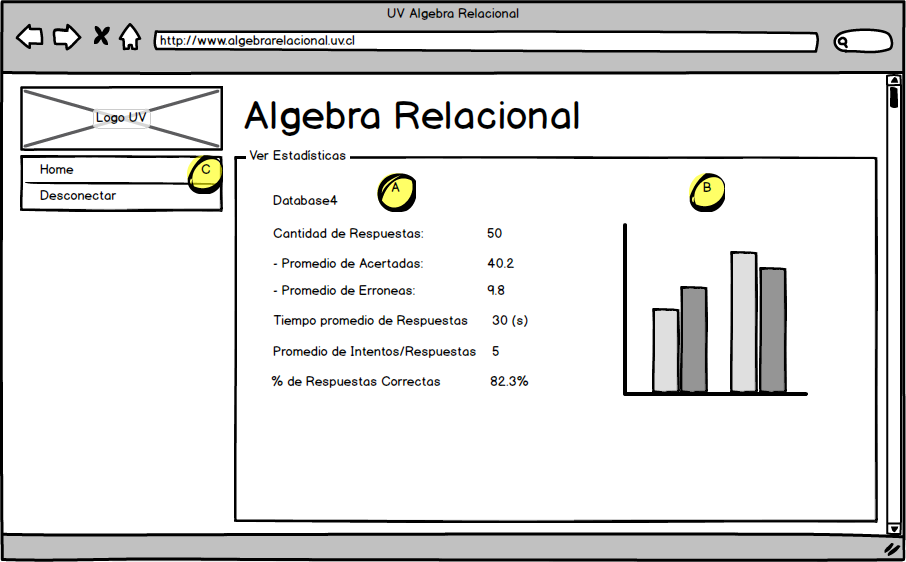 UV Algebra Relacional
http://www.algebrarelacional.uv.cl
Logo UV
Algebra Relacional
Home
C
Desconectar
Ver Estadísticas
Database4
A
B
Cantidad de Respuestas: 50
- Promedio de Acertadas: 40.2
- Promedio de Erroneas: 9.8
Tiempo promedio de Respuestas 30 (s)
Promedio de Intentos/Respuestas 5
% de Respuestas Correctas 82.3%